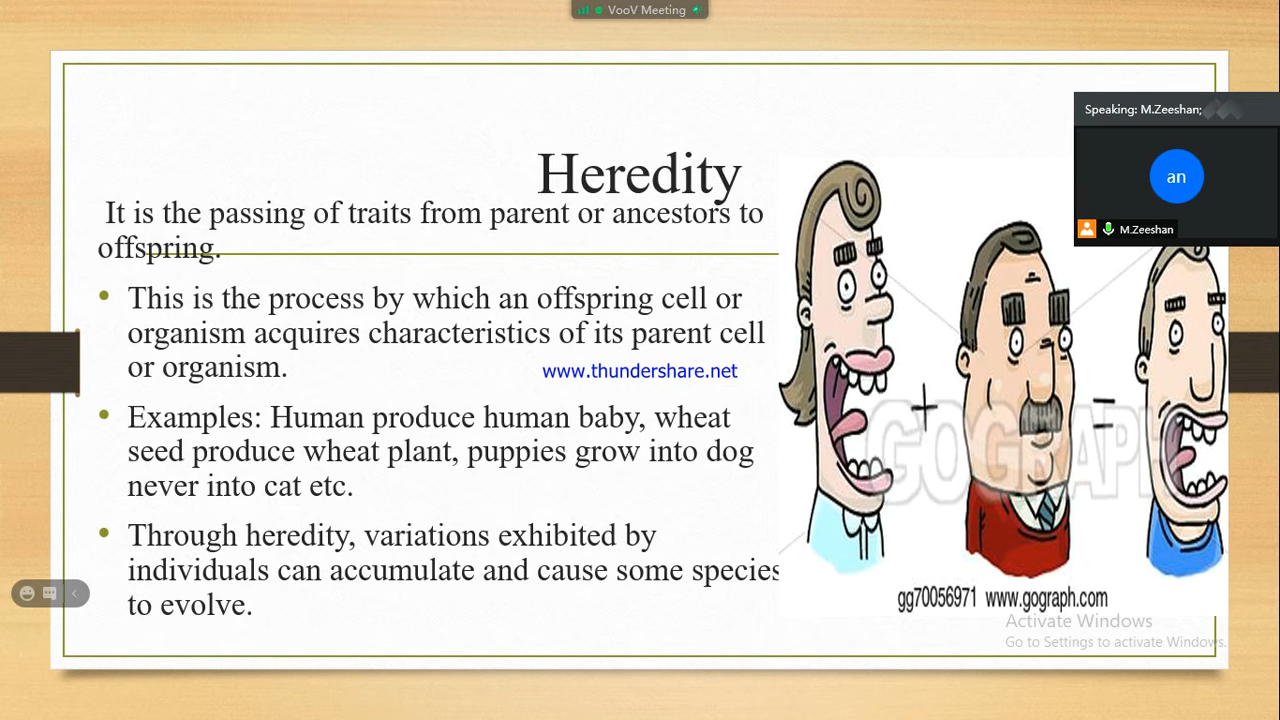 VooV Meeting
Speaking: M.Zeeshan;
an
M.Zeeshan
Heredity
It is the passing of traits from parent or ancestors to
offspring.
• This is the process by which an offspring cell or
organism acquires characteristics of its parent cell
or organism.
www.thundershare.net
• Examples: Human produce human baby, wheat
seed produce wheat plant, puppies grow into dog
never into cat etc.
• Through heredity, variations exhibited by
individuals can accumulate and cause some species
to evolve.
+ =
GOGRAPH
gg70056971 www.gograph.com
Activate Windows
Go to Settings to activate Windows.